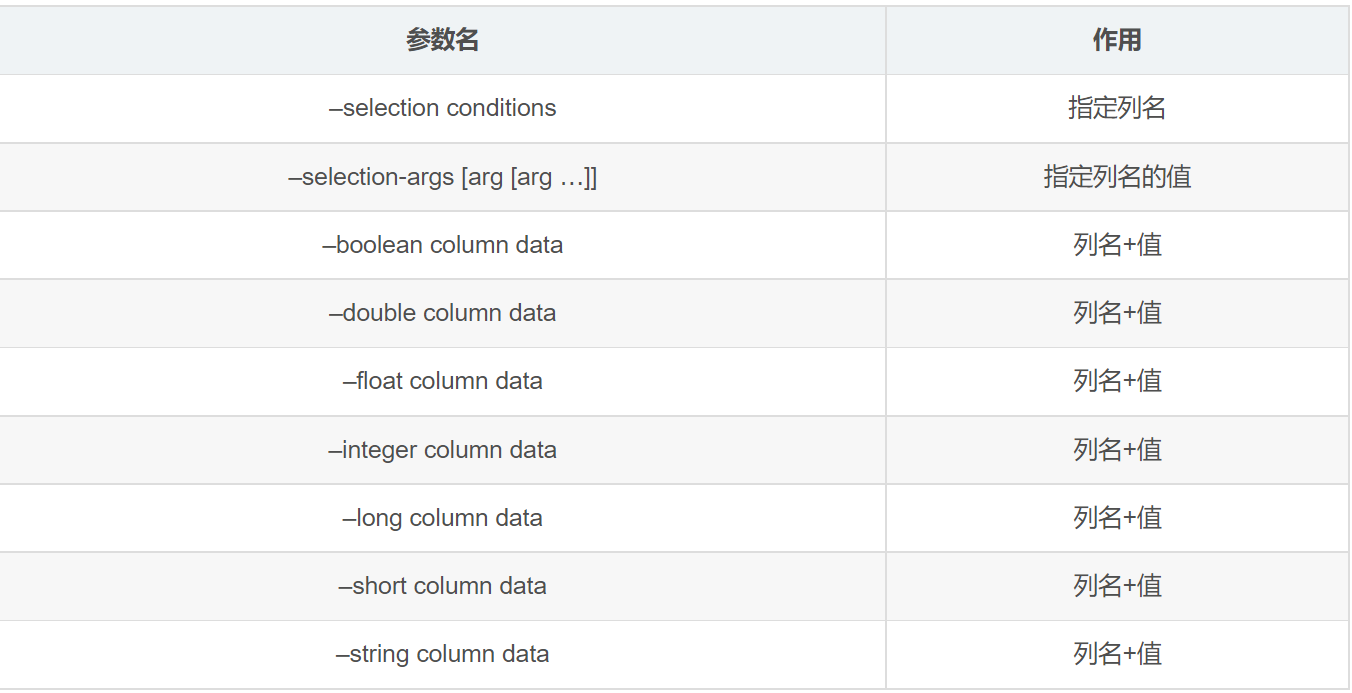 参数名 作用
–selection conditions 指定列名
–selection-args [arg [arg …]] 指定列名的值
–boolean column data 列名+值
–double column data 列名+值
–float column data 列名+值
–integer column data 列名+值
–long column data 列名+值
–short column data 列名+值
–string column data 列名+值